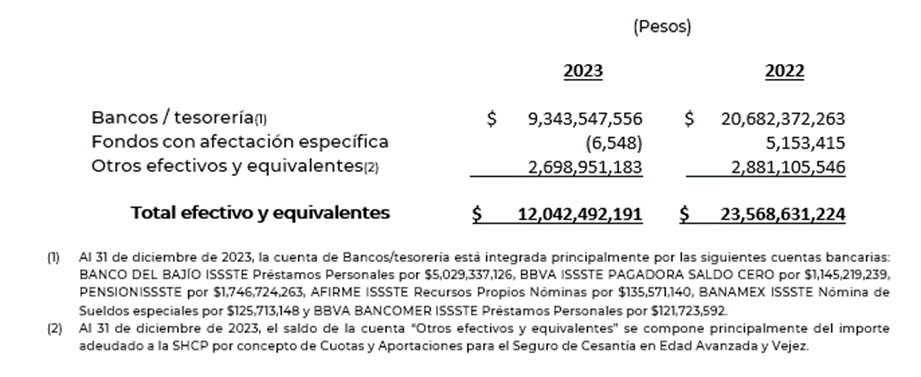 (Pesos)
2023 2022
Bancos / tesorería(1) $ 9,343,547,556 $ 20,682,372,263
Fondos con afectación específica (6,548) 5,153,415
Otros efectivos y equivalentes(2) 2,698,951,183 2,881,105,546
Total efectivo y equivalentes $ 12,042,492,191 $ 23,568,631,224
(1) Al 31 de diciembre de 2023, la cuenta de Bancos/tesorería está integrada principalmente por las siguientes cuentas bancarias:
BANCO DEL BAJÍO ISSSTE Préstamos Personales por $5,029,337,126, BBVA ISSSTE PAGADORA SALDO CERO por $1,145,219,239,
PENSIONISSSTE por $1,746,724,263, AFIRME ISSSTE Recursos Propios Nóminas por $135,571,140, BANAMEX ISSSTE Nómina de
Sueldos especiales por $125,713,148 y BBVA BANCOMER ISSSTE Préstamos Personales por $121,723,592.
(2) Al 31 de diciembre de 2023, el saldo de la cuenta “Otros efectivos y equivalentes” se compone principalmente del importe
adeudado a la SHCP por concepto de Cuotas y Aportaciones para el Seguro de Cesantía en Edad Avanzada y Vejez.